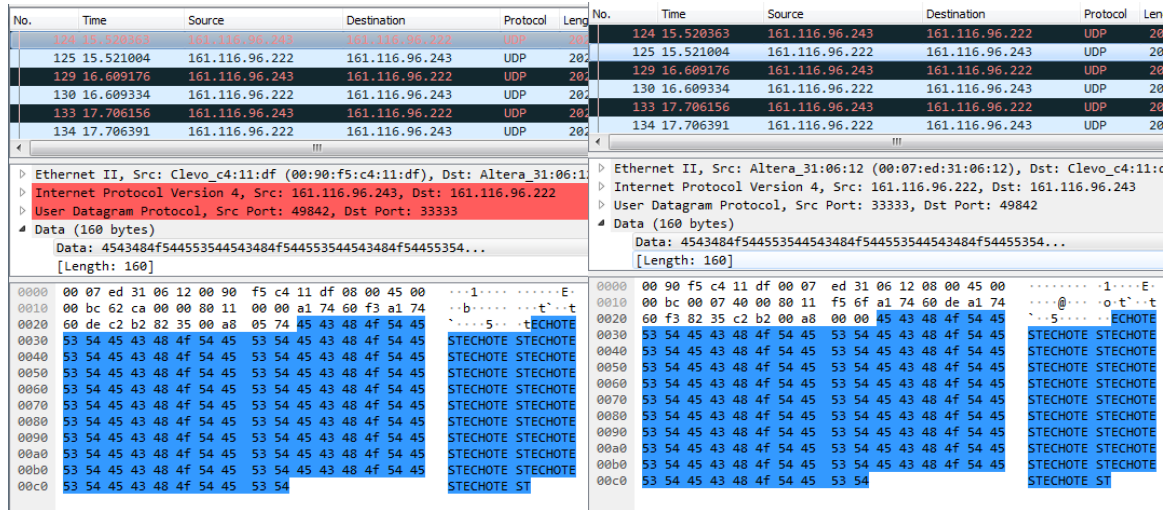 No. Time Source Destination Protocol Leng
124 15.520363 161.116.96.243 161.116.96.222 UDP 202
125 15.521004 161.116.96.222 161.116.96.243 UDP 202
129 16.609176 161.116.96.243 161.116.96.222 UDP 202
130 16.609334 161.116.96.222 161.116.96.243 UDP 202
133 17.706156 161.116.96.243 161.116.96.222 UDP 202
134 17.706391 161.116.96.222 161.116.96.243 UDP 202
Ethernet II, Src: Clevo_c4:11:df (00:90:f5:c4:11:df), Dst: Altera_31:06:12
Internet Protocol Version 4, Src: 161.116.96.243, Dst: 161.116.96.222
User Datagram Protocol, Src Port: 49842, Dst Port: 33333
Data (160 bytes)
Data: 4543484f544553544543484f544553544543484f54455354...
[Length: 160]
0000 00 07 ed 31 06 12 00 90 f5 c4 11 df 08 00 45 00 ···1···· ······E·
0010 00 bc 62 ca 00 00 80 11 00 00 a1 74 60 f3 a1 74 ··b····· ···t`··t
0020 60 de c2 b2 82 35 00 a8 05 74 45 43 48 4f 54 45 `····5·· ·tECHOTE
0030 53 54 45 43 48 4f 54 45 53 54 45 43 48 4f 54 45 STECHOTE STECHOTE
0040 53 54 45 43 48 4f 54 45 53 54 45 43 48 4f 54 45 STECHOTE STECHOTE
0050 53 54 45 43 48 4f 54 45 53 54 45 43 48 4f 54 45 STECHOTE STECHOTE
0060 53 54 45 43 48 4f 54 45 53 54 45 43 48 4f 54 45 STECHOTE STECHOTE
0070 53 54 45 43 48 4f 54 45 53 54 45 43 48 4f 54 45 STECHOTE STECHOTE
0080 53 54 45 43 48 4f 54 45 53 54 45 43 48 4f 54 45 STECHOTE STECHOTE
0090 53 54 45 43 48 4f 54 45 53 54 45 43 48 4f 54 45 STECHOTE STECHOTE
00a0 53 54 45 43 48 4f 54 45 53 54 45 43 48 4f 54 45 STECHOTE STECHOTE
00b0 53 54 45 43 48 4f 54 45 53 54 45 43 48 4f 54 45 STECHOTE STECHOTE
00c0 53 54 45 43 48 4f 54 45 53 54 STECHOTE ST
No. Time Source Destination Protocol Len
124 15.520363 161.116.96.243 161.116.96.222 UDP 20
125 15.521004 161.116.96.222 161.116.96.243 UDP 20
129 16.609176 161.116.96.243 161.116.96.222 UDP 20
130 16.609334 161.116.96.222 161.116.96.243 UDP 20
133 17.706156 161.116.96.243 161.116.96.222 UDP 20
134 17.706391 161.116.96.222 161.116.96.243 UDP 20
Ethernet II, Src: Altera_31:06:12 (00:07:ed:31:06:12), Dst: Clevo_c4:11:d
Internet Protocol Version 4, Src: 161.116.96.222, Dst: 161.116.96.243
User Datagram Protocol, Src Port: 33333, Dst Port: 49842
Data (160 bytes)
Data: 4543484f544553544543484f544553544543484f54455354...
[Length: 160]
0000 00 90 f5 c4 11 df 00 07 ed 31 06 12 08 00 45 00 ········ ·1····E·
0010 00 bc 00 07 40 00 80 11 f5 6f a1 74 60 de a1 74 ····@··· ·o·t`··t
0020 60 f3 82 35 c2 b2 00 a8 00 00 45 43 48 4f 54 45 `··5···· ··ECHOTE
0030 53 54 45 43 48 4f 54 45 53 54 45 43 48 4f 54 45 STECHOTE STECHOTE
0040 53 54 45 43 48 4f 54 45 53 54 45 43 48 4f 54 45 STECHOTE STECHOTE
0050 53 54 45 43 48 4f 54 45 53 54 45 43 48 4f 54 45 STECHOTE STECHOTE
0060 53 54 45 43 48 4f 54 45 53 54 45 43 48 4f 54 45 STECHOTE STECHOTE
0070 53 54 45 43 48 4f 54 45 53 54 45 43 48 4f 54 45 STECHOTE STECHOTE
0080 53 54 45 43 48 4f 54 45 53 54 45 43 48 4f 54 45 STECHOTE STECHOTE
0090 53 54 45 43 48 4f 54 45 53 54 45 43 48 4f 54 45 STECHOTE STECHOTE
00a0 53 54 45 43 48 4f 54 45 53 54 45 43 48 4f 54 45 STECHOTE STECHOTE
00b0 53 54 45 43 48 4f 54 45 53 54 45 43 48 4f 54 45 STECHOTE STECHOTE
00c0 53 54 45 43 48 4f 54 45 53 54 STECHOTE ST